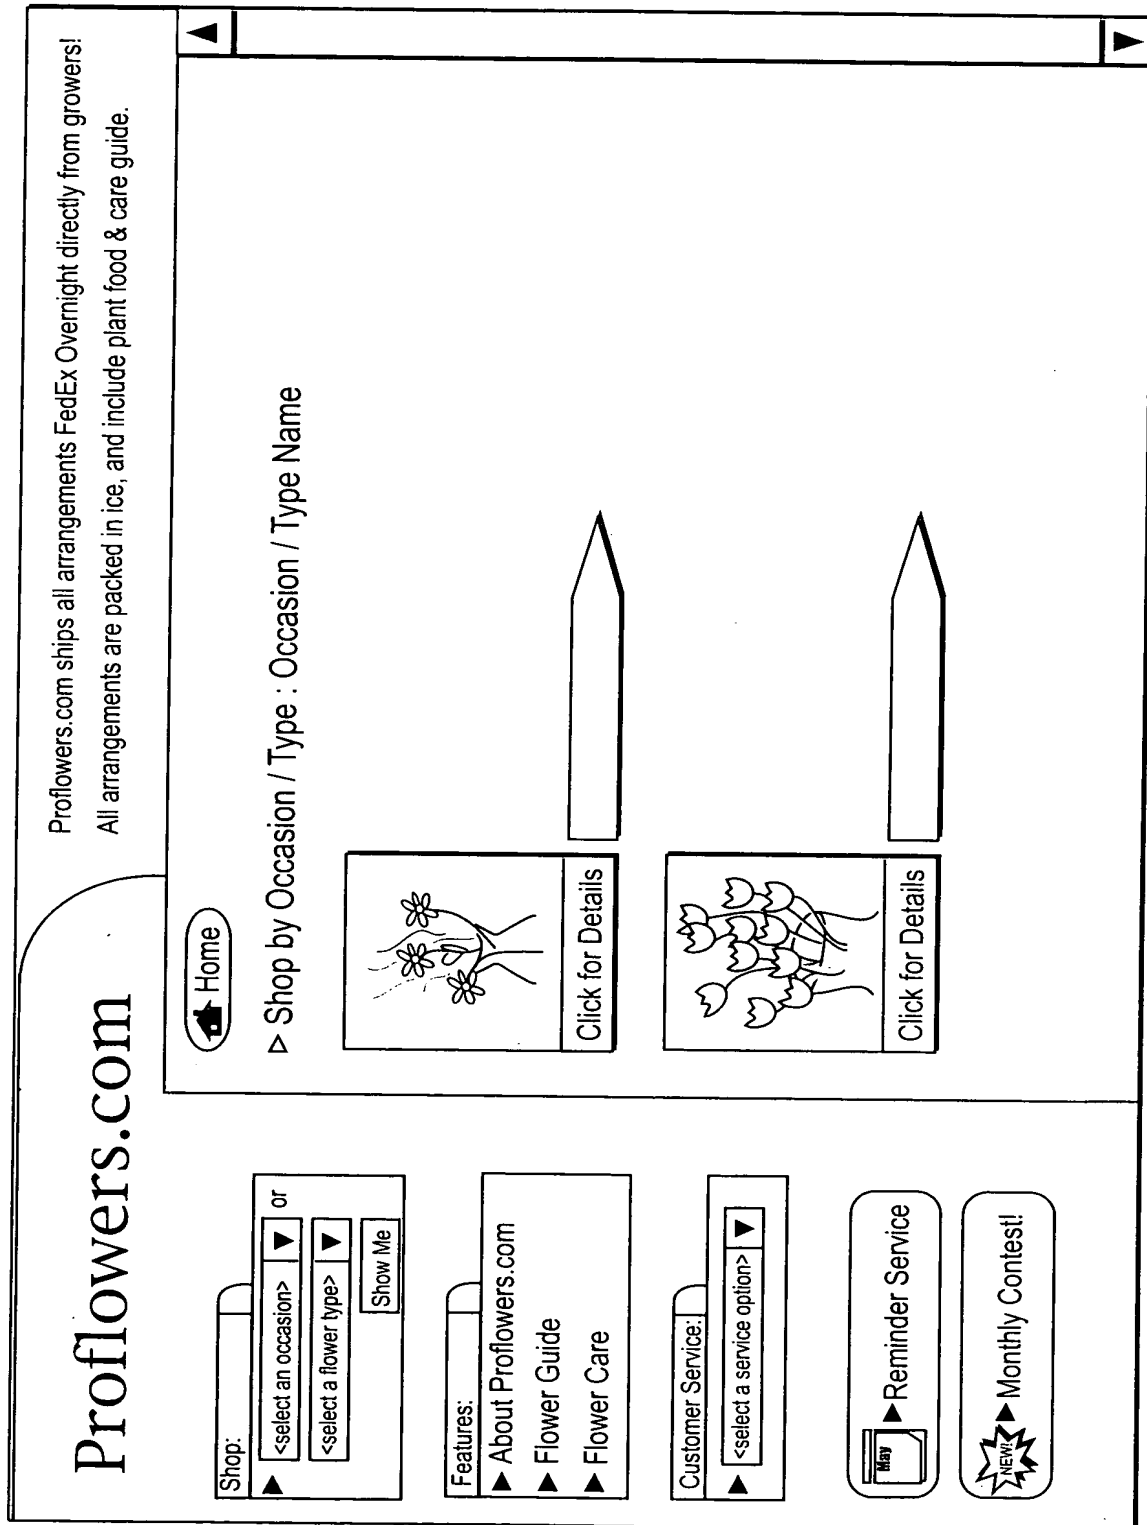 Proflowers.com
Proflowers.com ships all arrangements FedEx Overnight directly from growers!
All arrangements are packed in ice, and include plant food & care guide.
Shop:
<select an occasion> or
<select a flower type>
Show Me
Features:
About Proflowers.com
Flower Guide
Flower Care
Customer Service:
<select a service option>
May
Reminder Service
NEW!
Monthly Contest!
Home
Shop by Occasion / Type : Occasion / Type Name
Click for Details
Click for Details